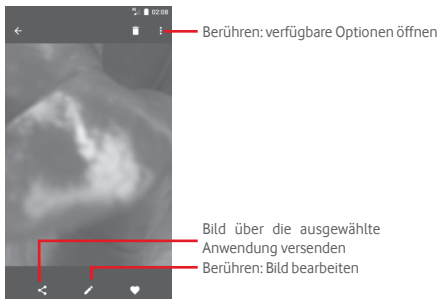 02:08
Berühren: verfügbare Optionen öffnen
Bild über die ausgewählte
Anwendung versenden
Berühren: Bild bearbeiten